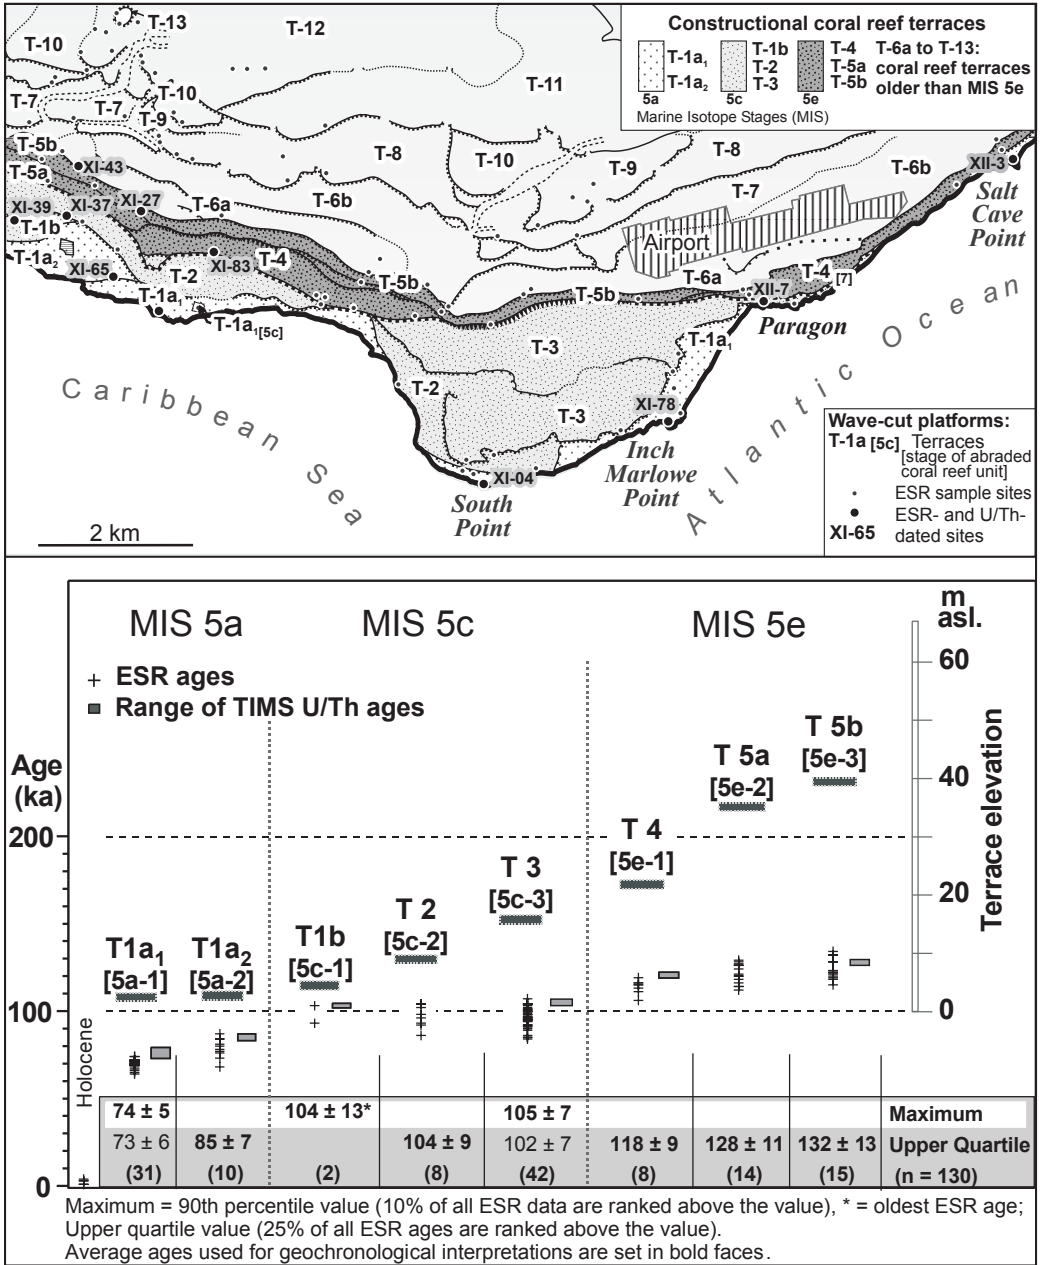 T-13
T-12
T-10
T-11
T-7
T-7
T-10
T-9
T-8
T-10
T-9
T-8
T-6b
T-5b
T-5a
XI-43
XI-39
XI-37
XI-27
T-6a
T-6b
T-7
T-1b
T-1a2
XI-65
T-2
XI-83
T-4
T-5b
T-5b
T-6a
Airport
XII-7
T-4
[7]
XII-3
Salt
Cave
Point
T-1a1
T-1a1[5c]
Paragon
T-3
T-1a1
T-2
T-3
XI-78
XI-04
Inch
Marlowe
Point
South
Point
Caribbean Sea
Atlantic Ocean
2 km
Constructional coral reef terraces
T-1a1
T-1a2
5a
T-1b
T-2
T-3
5c
T-4
T-5a
T-5b
5e
T-6a to T-13:
coral reef terraces
older than MIS 5e
Marine Isotope Stages (MIS)
Wave-cut platforms:
T-1a [5c] Terraces
[stage of abraded
coral reef unit]
ESR sample sites
ESR- and U/Th-
XI-65 dated sites
MIS 5a MIS 5c MIS 5e
m
asl.
60
40
20
0
Terrace elevation
+ ESR ages
Range of TIMS U/Th ages
Age
(ka)
200
100
0
Holocene
T1a1
[5a-1]
T1a2
[5a-2]
T1b
[5c-1]
T 2
[5c-2]
T 3
[5c-3]
T 4
[5e-1]
T 5a
[5e-2]
T 5b
[5e-3]
74 ± 5 104 ± 13* 105 ± 7 Maximum
73 ± 6 85 ± 7 104 ± 9 102 ± 7 118 ± 9 128 ± 11 132 ± 13 Upper Quartile
(31) (10) (2) (8) (42) (8) (14) (15) (n = 130)
Maximum = 90th percentile value (10% of all ESR data are ranked above the value), * = oldest ESR age;
Upper quartile value (25% of all ESR ages are ranked above the value).
Average ages used for geochronological interpretations are set in bold faces.